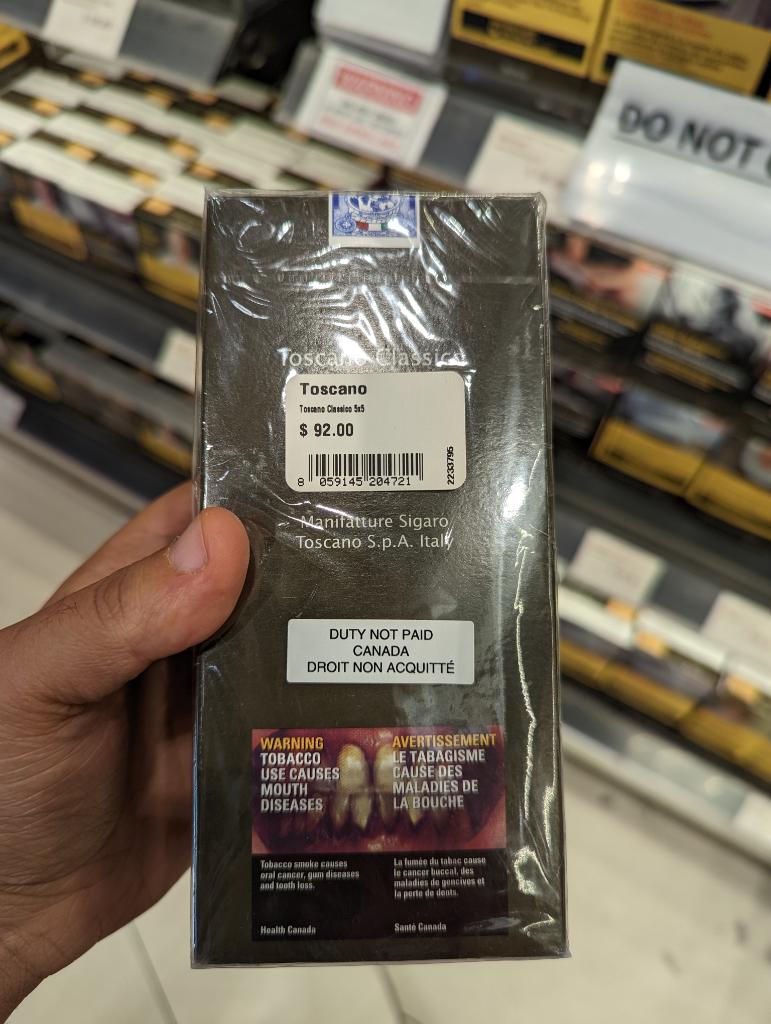 WARNING!
DO NOT
Toscano Classico
Toscano
Toscano Classico 5x5
$ 92.00
8 059145 204721
2233795
Manifatture Sigaro
Toscano S.p.A. Italy
DUTY NOT PAID
CANADA
DROIT NON ACQUITTÉ
WARNING
TOBACCO
USE CAUSES
MOUTH
DISEASES
AVERTISSEMENT
LE TABAGISME
CAUSE DES
MALADIES DE
LA BOUCHE
Tobacco smoke causes
oral cancer, gum diseases
and tooth loss.
La fumée du tabac cause
le cancer buccal, des
maladies de gencives et
la perte de dents.
Health Canada
Santé Canada